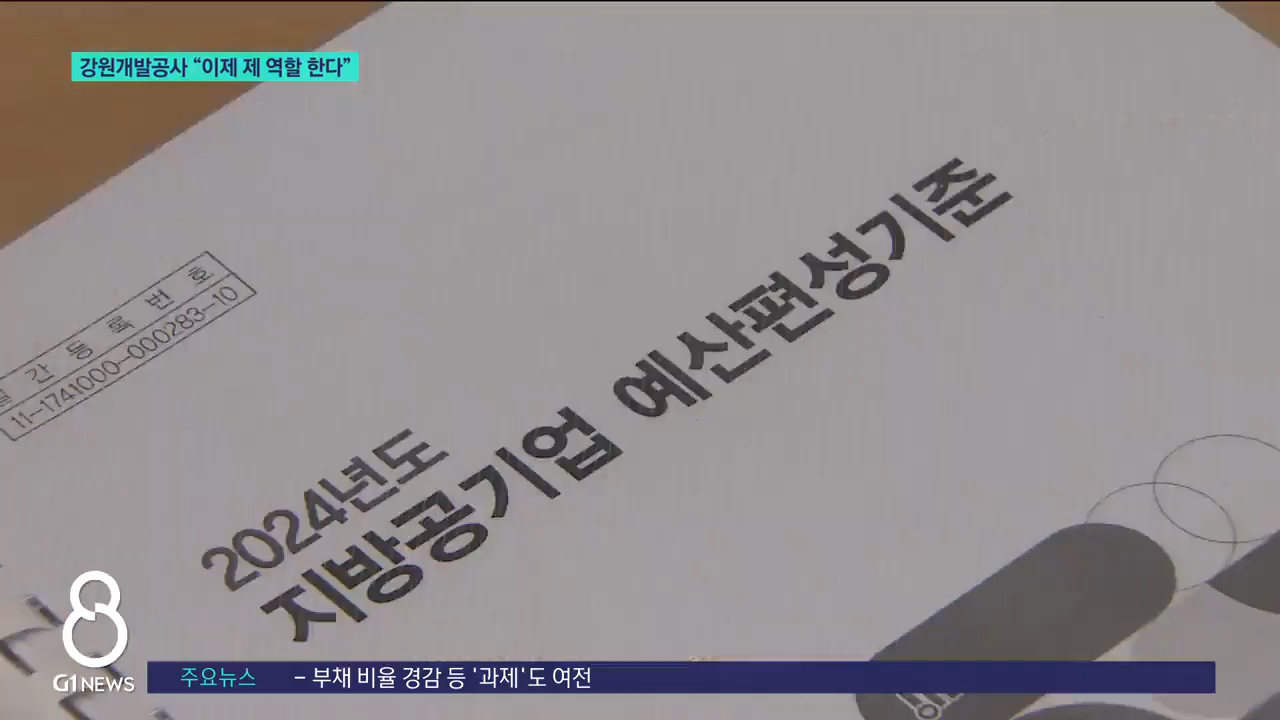 강원개발공사 “이제 제 역할 한다”
간 등 록 번 호
11-1741000-000283-10
2024년도
지방공기업 예산편성기준
8
G1 NEWS
주요뉴스 - 부채 비율 경감 등 '과제'도 여전